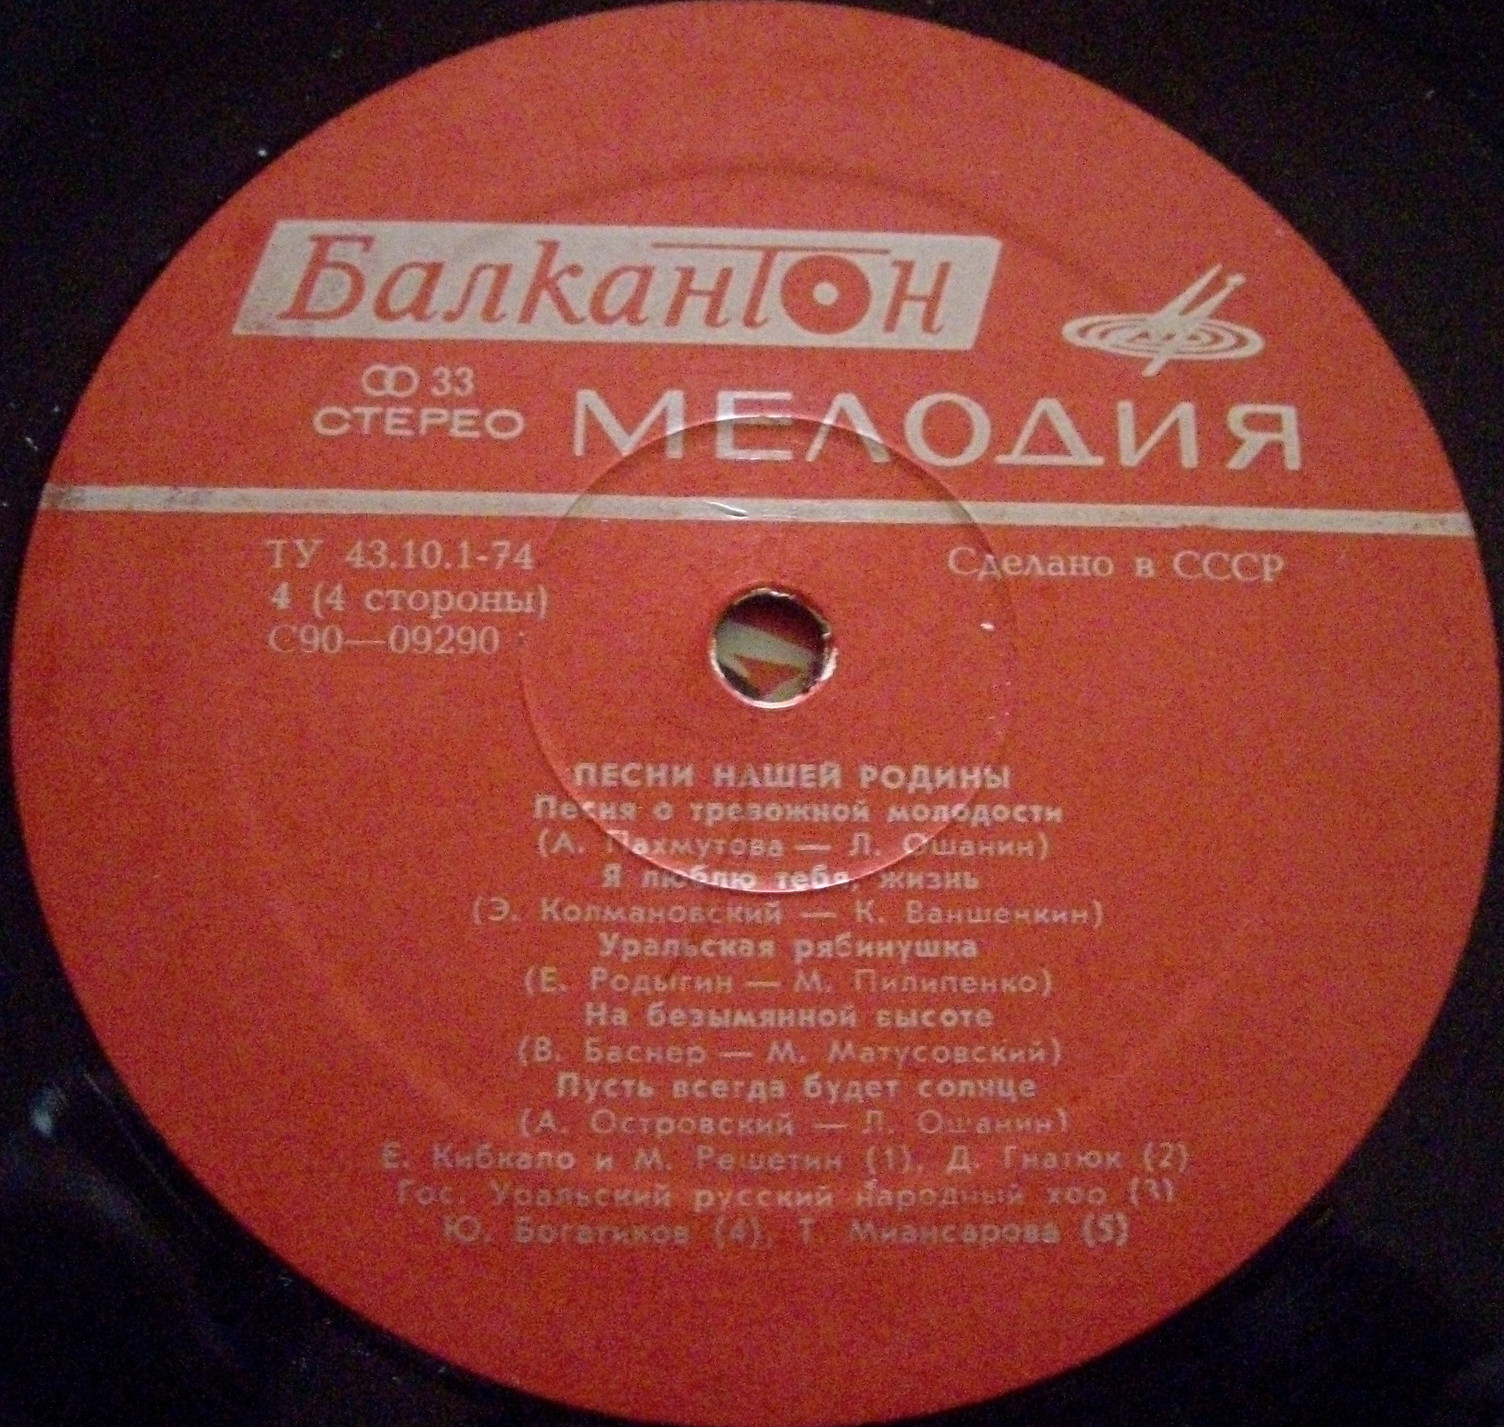 Балкантон
33
СТЕРЕО
МЕЛОДИЯ
ТУ 43.10.1-74
Сделано в СССР
4 (4 стороны)
С90—09290
ПЕСНИ НАШЕЙ РОДИНЫ
Песня о тревожной молодости
(А. Пахмутова — Л. Ошанин)
Я люблю тебя, жизнь
(Э. Колмановский — К. Ваншенкин)
Уральская рябинушка
(Е. Родыгин — М. Пилипенко)
На безымянной высоте
(В. Баснер — М. Матусовский)
Пусть всегда будет солнце
(А. Островский — Л. Ошанин)
Е. Кибкало и М. Решетин (1), Д. Гнатюк (2)
Гос. Уральский русский народный хор (3)
Ю. Богатиков (4), Т. Миансарова (5)